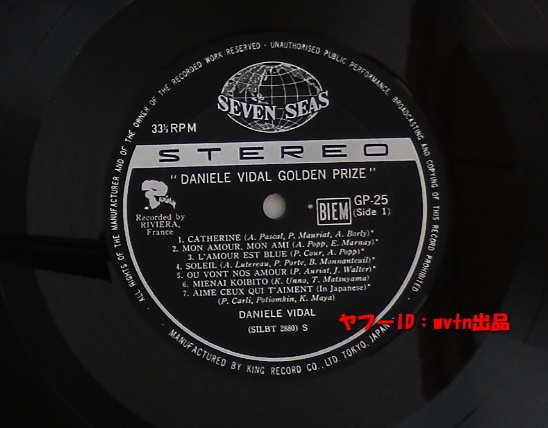 ALL RIGHTS OF THE MANUFACTURER AND OF THE OWNER OF THE RECORDED WORK RESERVED · UNAUTHORISED PUBLIC PERFORMANCE, BROADCASTING AND COPYING OF THIS RECORD PROHIBITED ·
SEVEN SEAS
33⅓ RPM
STEREO
" DANIELE VIDAL GOLDEN PRIZE "
Recorded by
RIVIERA,
France
* BIEM
GP-25
(Side 1)
1. CATHERINE (A. Pascal, P. Mauriat, A. Borly)*
2. MON AMOUR, MON AMI (A. Popp, E. Marnay)*
3. L'AMOUR EST BLUE (P. Cour, A. Popp)*
4. SOLEIL (A. Lutereau, P. Porte, B. Monnanteuil)*
5. OU VONT NOS AMOUR (P. Auriat, J. Walter)*
6. MIENAI KOIBITO (K. Unno, T. Matsuyama)
7. AIME CEUX QUI T'AIMENT (In Japanese)*
(P. Carli, Potiomkin, K. Maya)
DANIELE VIDAL
(SILBT 2880) S
ヤフーID：mvtn出品
MANUFACTURED BY KING RECORD CO., LTD. TOKYO, JAPAN